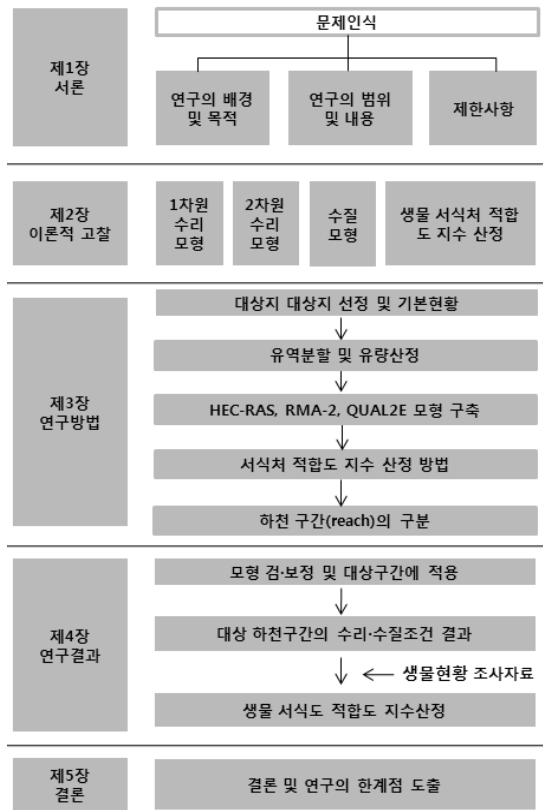 문제인식
제1장
서론
연구의 배경
및 목적
연구의 범위
및 내용
제한사항
제2장
이론적 고찰
1차원
수리
모형
2차원
수리
모형
수질
모형
생물 서식처 적합
도 지수 산정
제3장
연구방법
대상지 대상지 선정 및 기본현황
유역분할 및 유량산정
HEC-RAS, RMA-2, QUAL2E 모형 구축
서식처 적합도 지수 산정 방법
하천 구간(reach)의 구분
제4장
연구결과
모형 검·보정 및 대상구간에 적용
대상 하천구간의 수리·수질조건 결과
생물현황 조사자료
생물 서식도 적합도 지수산정
제5장
결론
결론 및 연구의 한계점 도출